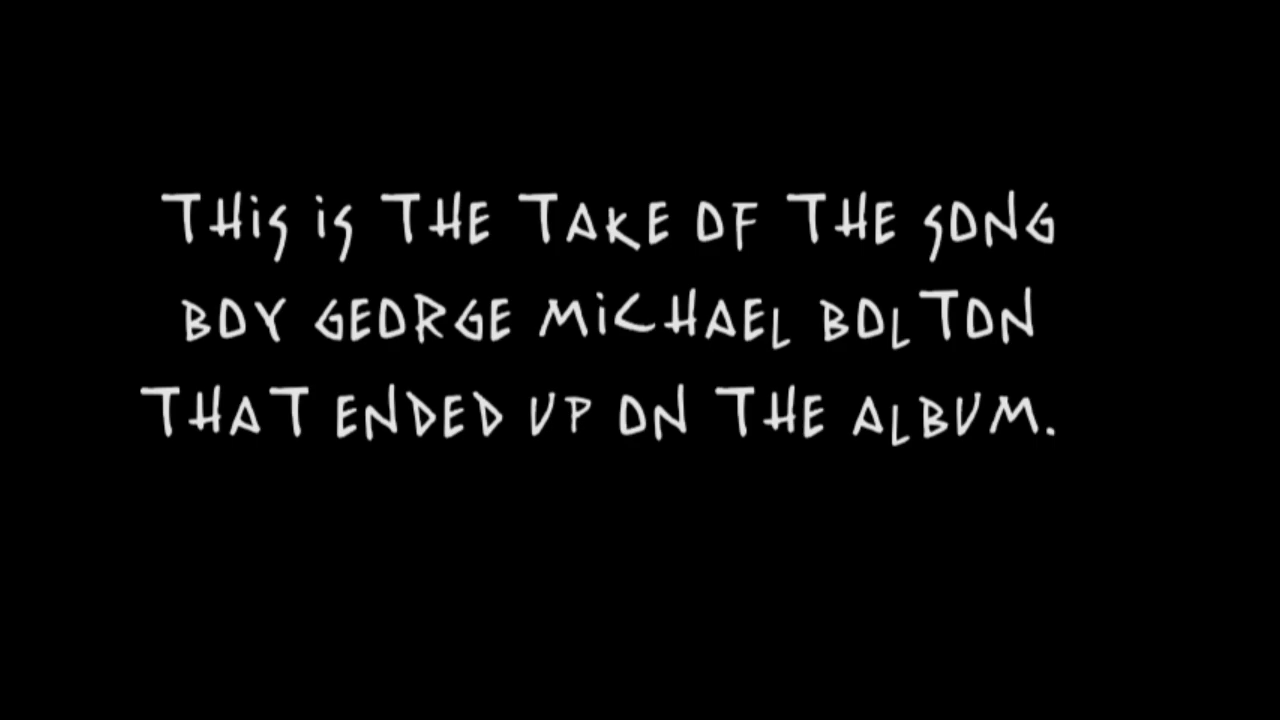 THiS iS THE TAKE OF THE SONG
BOY GEORGE MiCHAEL BOLTON
THAT ENDED UP ON THE ALBUM.